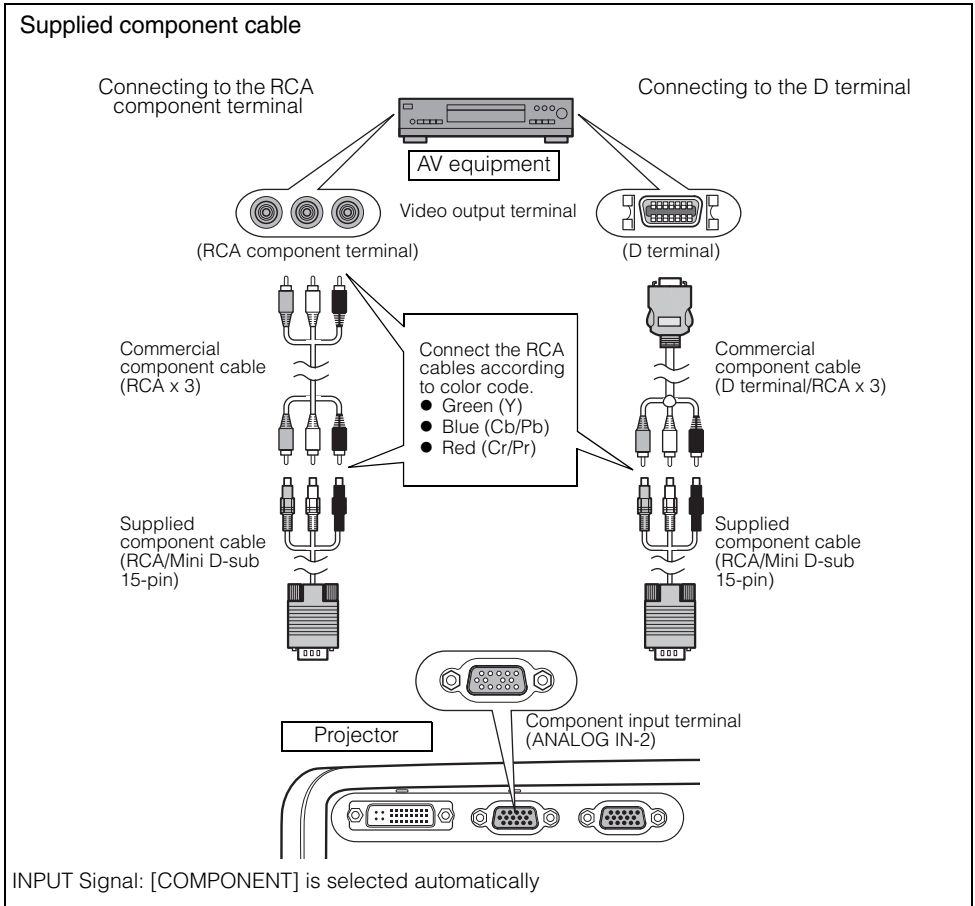 Supplied component cable
Connecting to the RCA
component terminal
Connecting to the D terminal
AV equipment
Video output terminal
(RCA component terminal)
(D terminal)
Commercial
component cable
(RCA x 3)
Connect the RCA
cables according
to color code.
● Green (Y)
● Blue (Cb/Pb)
● Red (Cr/Pr)
Commercial
component cable
(D terminal/RCA x 3)
Supplied
component cable
(RCA/Mini D-sub
15-pin)
Supplied
component cable
(RCA/Mini D-sub
15-pin)
Projector
Component input terminal
(ANALOG IN-2)
INPUT Signal: [COMPONENT] is selected automatically